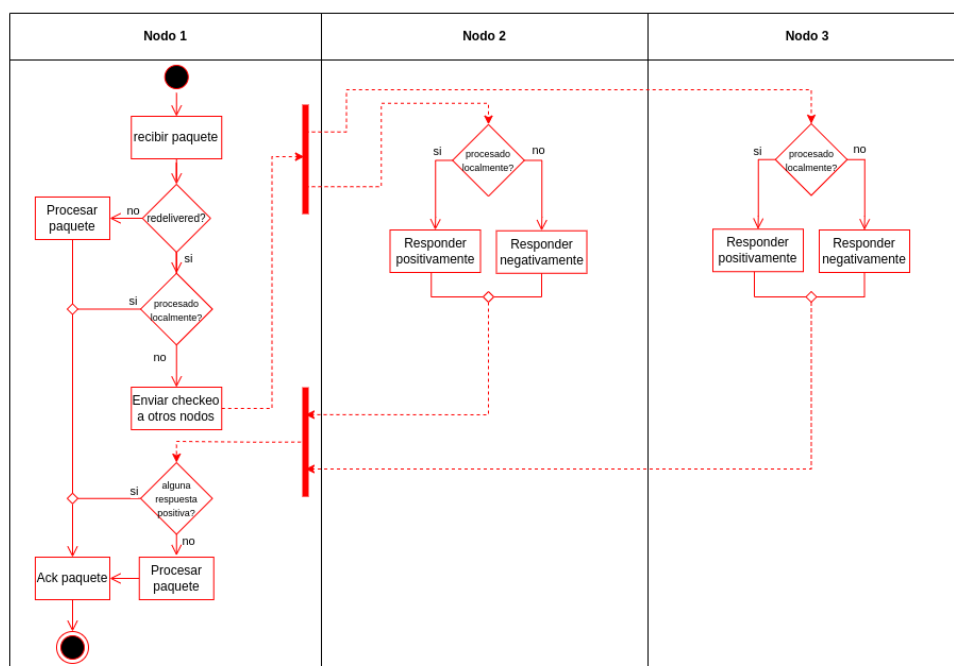 Nodo 1
Nodo 2
Nodo 3
recibir paquete
redelivered?
no
Procesar
paquete
si
procesado
localmente?
si
no
Enviar checkeo
a otros nodos
alguna
respuesta
positiva?
si
no
Procesar
paquete
Ack paquete
procesado
localmente?
si
no
Responder
positivamente
Responder
negativamente
procesado
localmente?
si
no
Responder
positivamente
Responder
negativamente